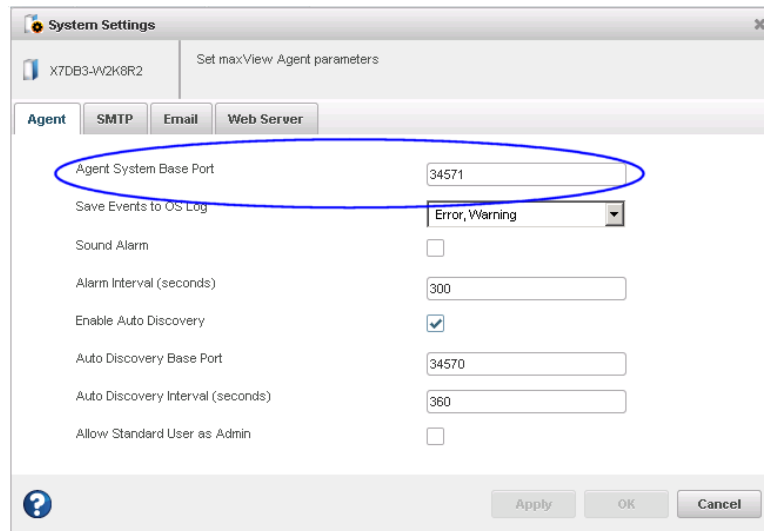 System Settings
X7DB3-W2K8R2
Set maxView Agent parameters
Agent SMTP Email Web Server
Agent System Base Port 34571
Save Events to OS Log Error, Warning
Sound Alarm
Alarm Interval (seconds) 300
Enable Auto Discovery
Auto Discovery Base Port 34570
Auto Discovery Interval (seconds) 360
Allow Standard User as Admin
? Apply OK Cancel